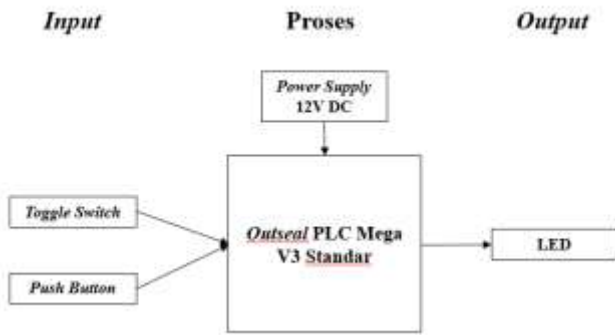 Input Proses Output
Power Supply
12V DC
Toggle Switch
Outseal PLC Mega
V3 Standar
LED
Push Button